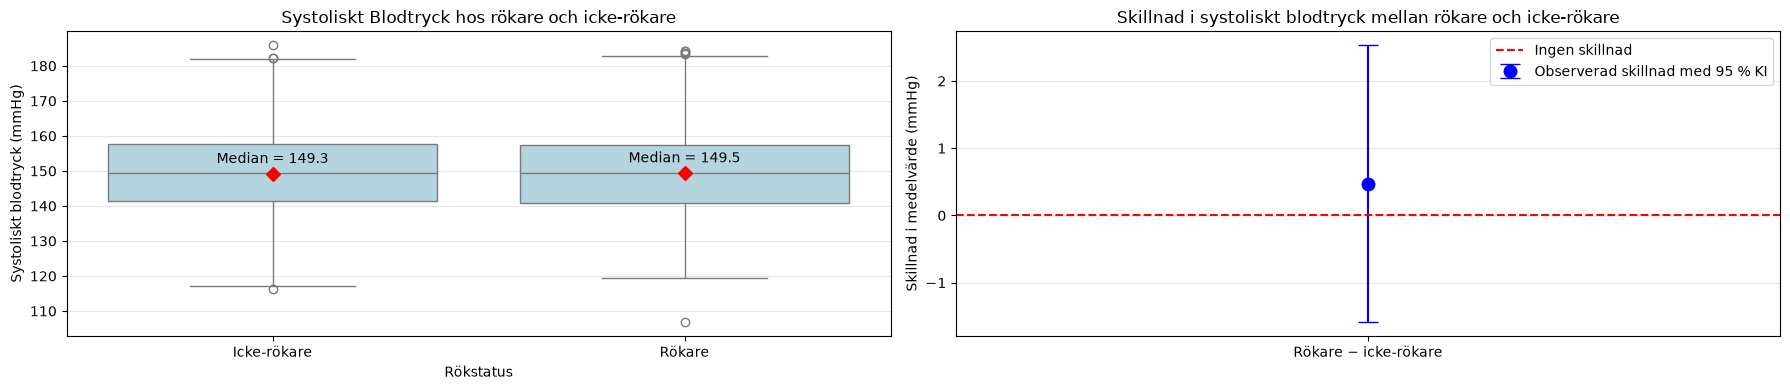 Systoliskt Blodtryck hos rökare och icke-rökare
Systoliskt blodtryck (mmHg)
180
170
160
150
140
130
120
110
Median = 149.3
Median = 149.5
Icke-rökare
Rökare
Rökstatus
Skillnad i systoliskt blodtryck mellan rökare och icke-rökare
Skillnad i medelvärde (mmHg)
2
1
0
−1
Ingen skillnad
Observerad skillnad med 95 % KI
Rökare − icke-rökare